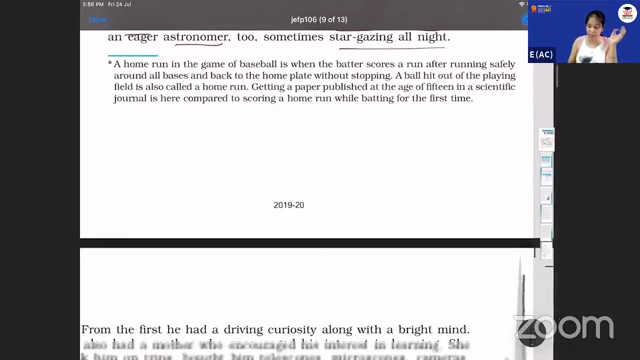 5:56 PM Fri 24 Jul
jefp106 (9 of 13)
an eager astronomer, too, sometimes star-gazing all night.
* A home run in the game of baseball is when the batter scores a run after running safely
around all bases and back to the home plate without stopping. A ball hit out of the playing
field is also called a home run. Getting a paper published at the age of fifteen in a scientific
journal is here compared to scoring a home run while batting for the first time.
E (AC)
2019-20
From the first he had a driving curiosity along with a bright mind.
also had a mother who encouraged his interest in learning. She
him on trips, bought him telescopes, microscopes, cameras
zoom